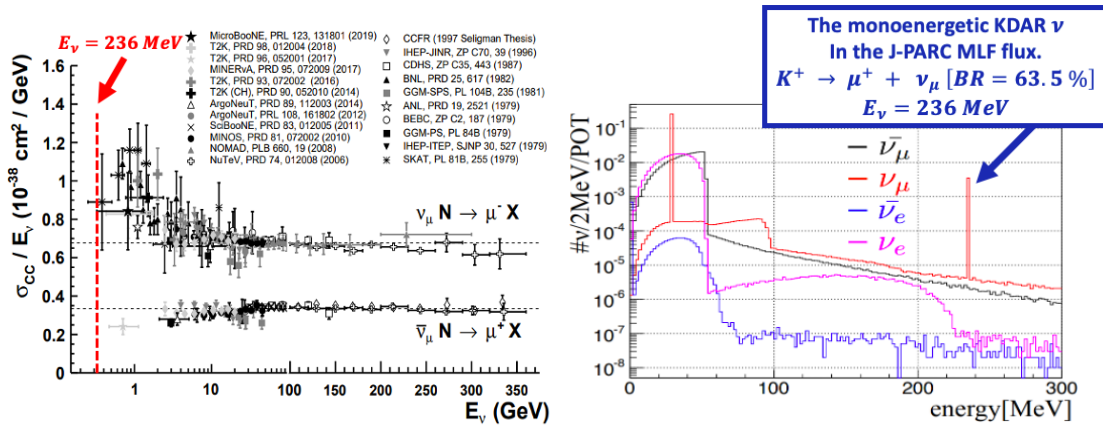 E_ν = 236 MeV
MicroBooNE, PRL 123, 131801 (2019)
T2K, PRD 98, 012004 (2018)
T2K, PRD 96, 052001 (2017)
MINERvA, PRD 95, 072009 (2017)
T2K, PRD 93, 072002 (2016)
T2K (CH), PRD 90, 052010 (2014)
ArgoNeuT, PRD 89, 112003 (2014)
ArgoNeuT, PRL 108, 161802 (2012)
SciBooNE, PRD 83, 012005 (2011)
MINOS, PRD 81, 072002 (2010)
NOMAD, PLB 660, 19 (2008)
NuTeV, PRD 74, 012008 (2006)
CCFR (1997 Seligman Thesis)
IHEP-JINR, ZP C70, 39 (1996)
CDHS, ZP C35, 443 (1987)
BNL, PRD 25, 617 (1982)
GGM-SPS, PL 104B, 235 (1981)
ANL, PRD 19, 2521 (1979)
BEBC, ZP C2, 187 (1979)
GGM-PS, PL 84B (1979)
IHEP-ITEP, SJNP 30, 527 (1979)
SKAT, PL 81B, 255 (1979)
σ_CC / E_ν (10^-38 cm^2 / GeV)
1.6
1.2
1.0
0.8
0.6
0.4
0.2
0
ν_μ N → μ^- X
ν̄_μ N → μ^+ X
1 10 100 150 200 250 300 350
E_ν (GeV)
The monoenergetic KDAR ν
In the J-PARC MLF flux.
K^+ → μ^+ + ν_μ [BR = 63.5 %]
E_ν = 236 MeV
#ν/2MeV/POT
10^-1
10^-2
10^-3
10^-4
10^-5
10^-6
10^-7
10^-8
ν̄_μ
ν_μ
ν̄_e
ν_e
0 100 200 300
energy[MeV]